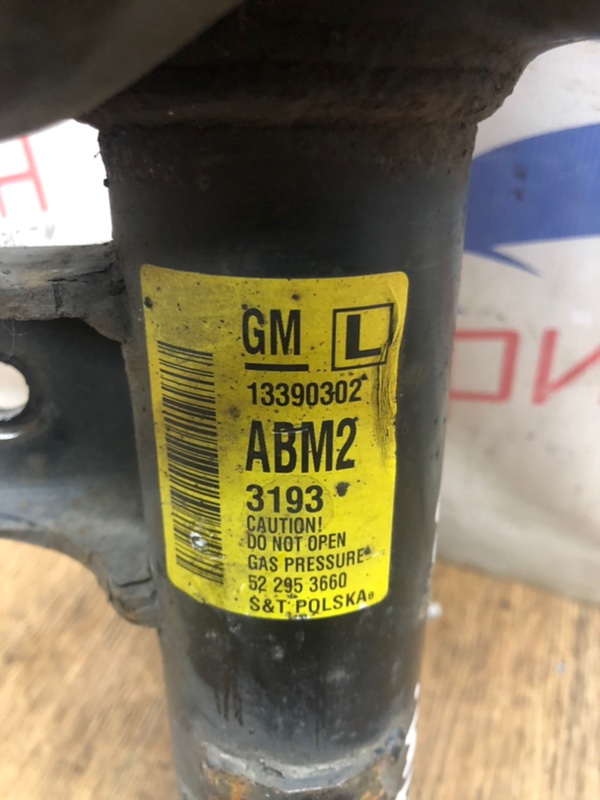 GM L
13390302
ABM2
3193
CAUTION!
DO NOT OPEN
GAS PRESSURE
52 295 3660
S&T POLSKA